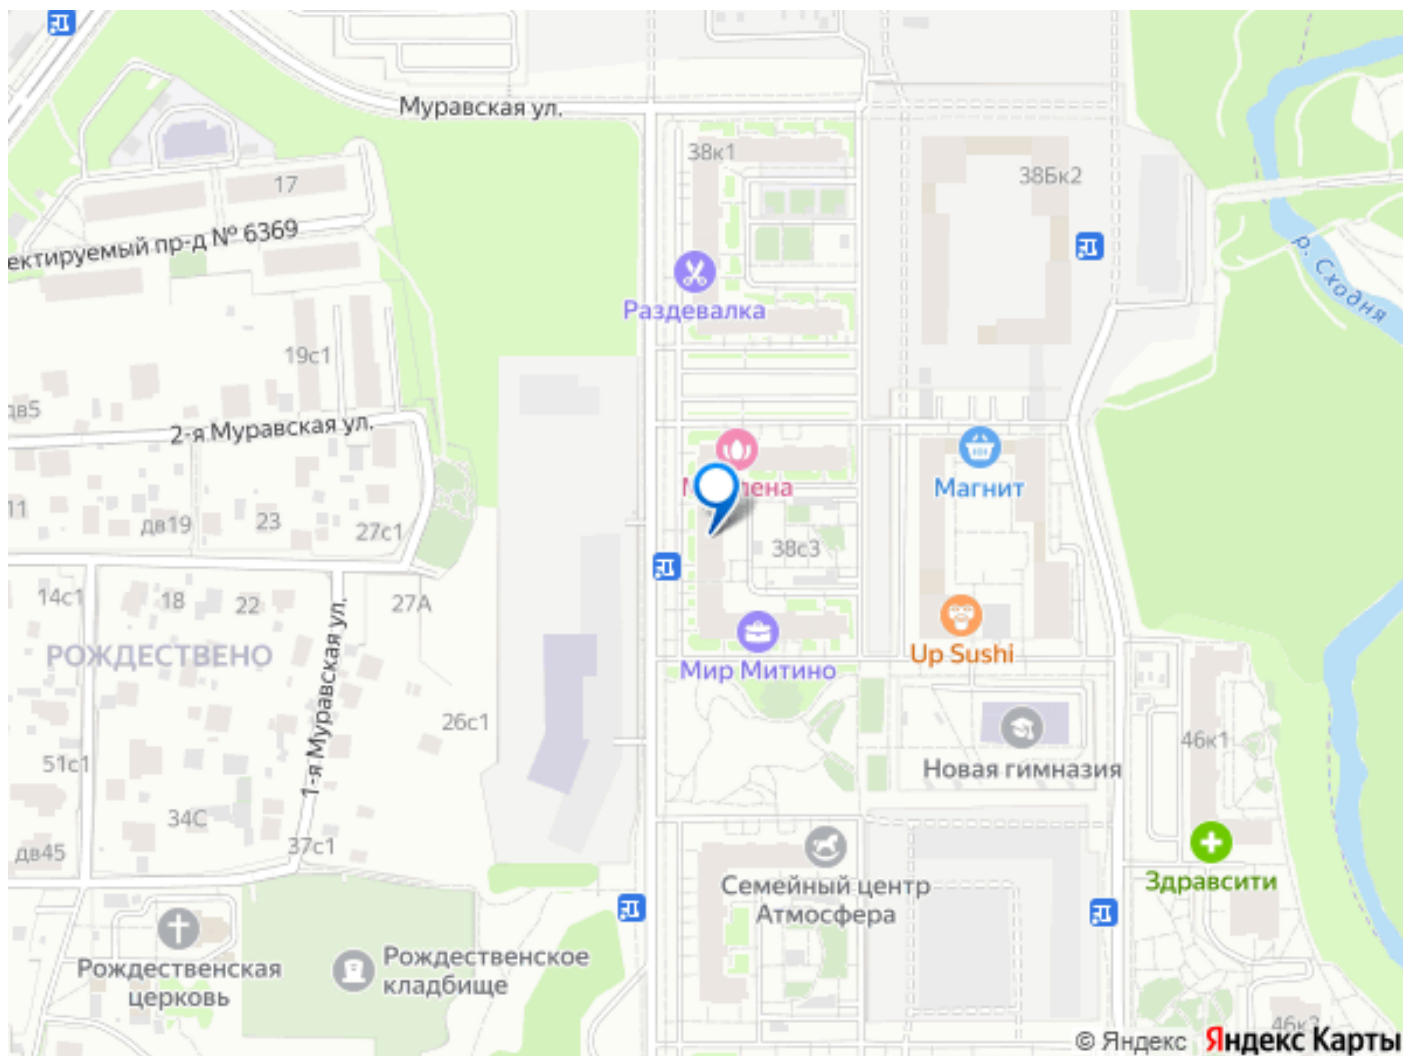 Муравская ул.
38к1
38Бк2
17
ектируемый пр-д № 6369
р. Сходня
Раздевалка
19с1
дв5
2-я Муравская ул.
Магнит
11
дв19
23
27с1
38с3
14с1
18
22
27А
РОЖДЕСТВЕНО
1-я Муравская ул.
Up Sushi
Мир Митино
26с1
46к1
51с1
Новая гимназия
34С
37с1
дв45
Семейный центр
Атмосфера
Здравсити
Рождественская
церковь
Рождественское
кладбище
46к2
© Яндекс Яндекс Карты